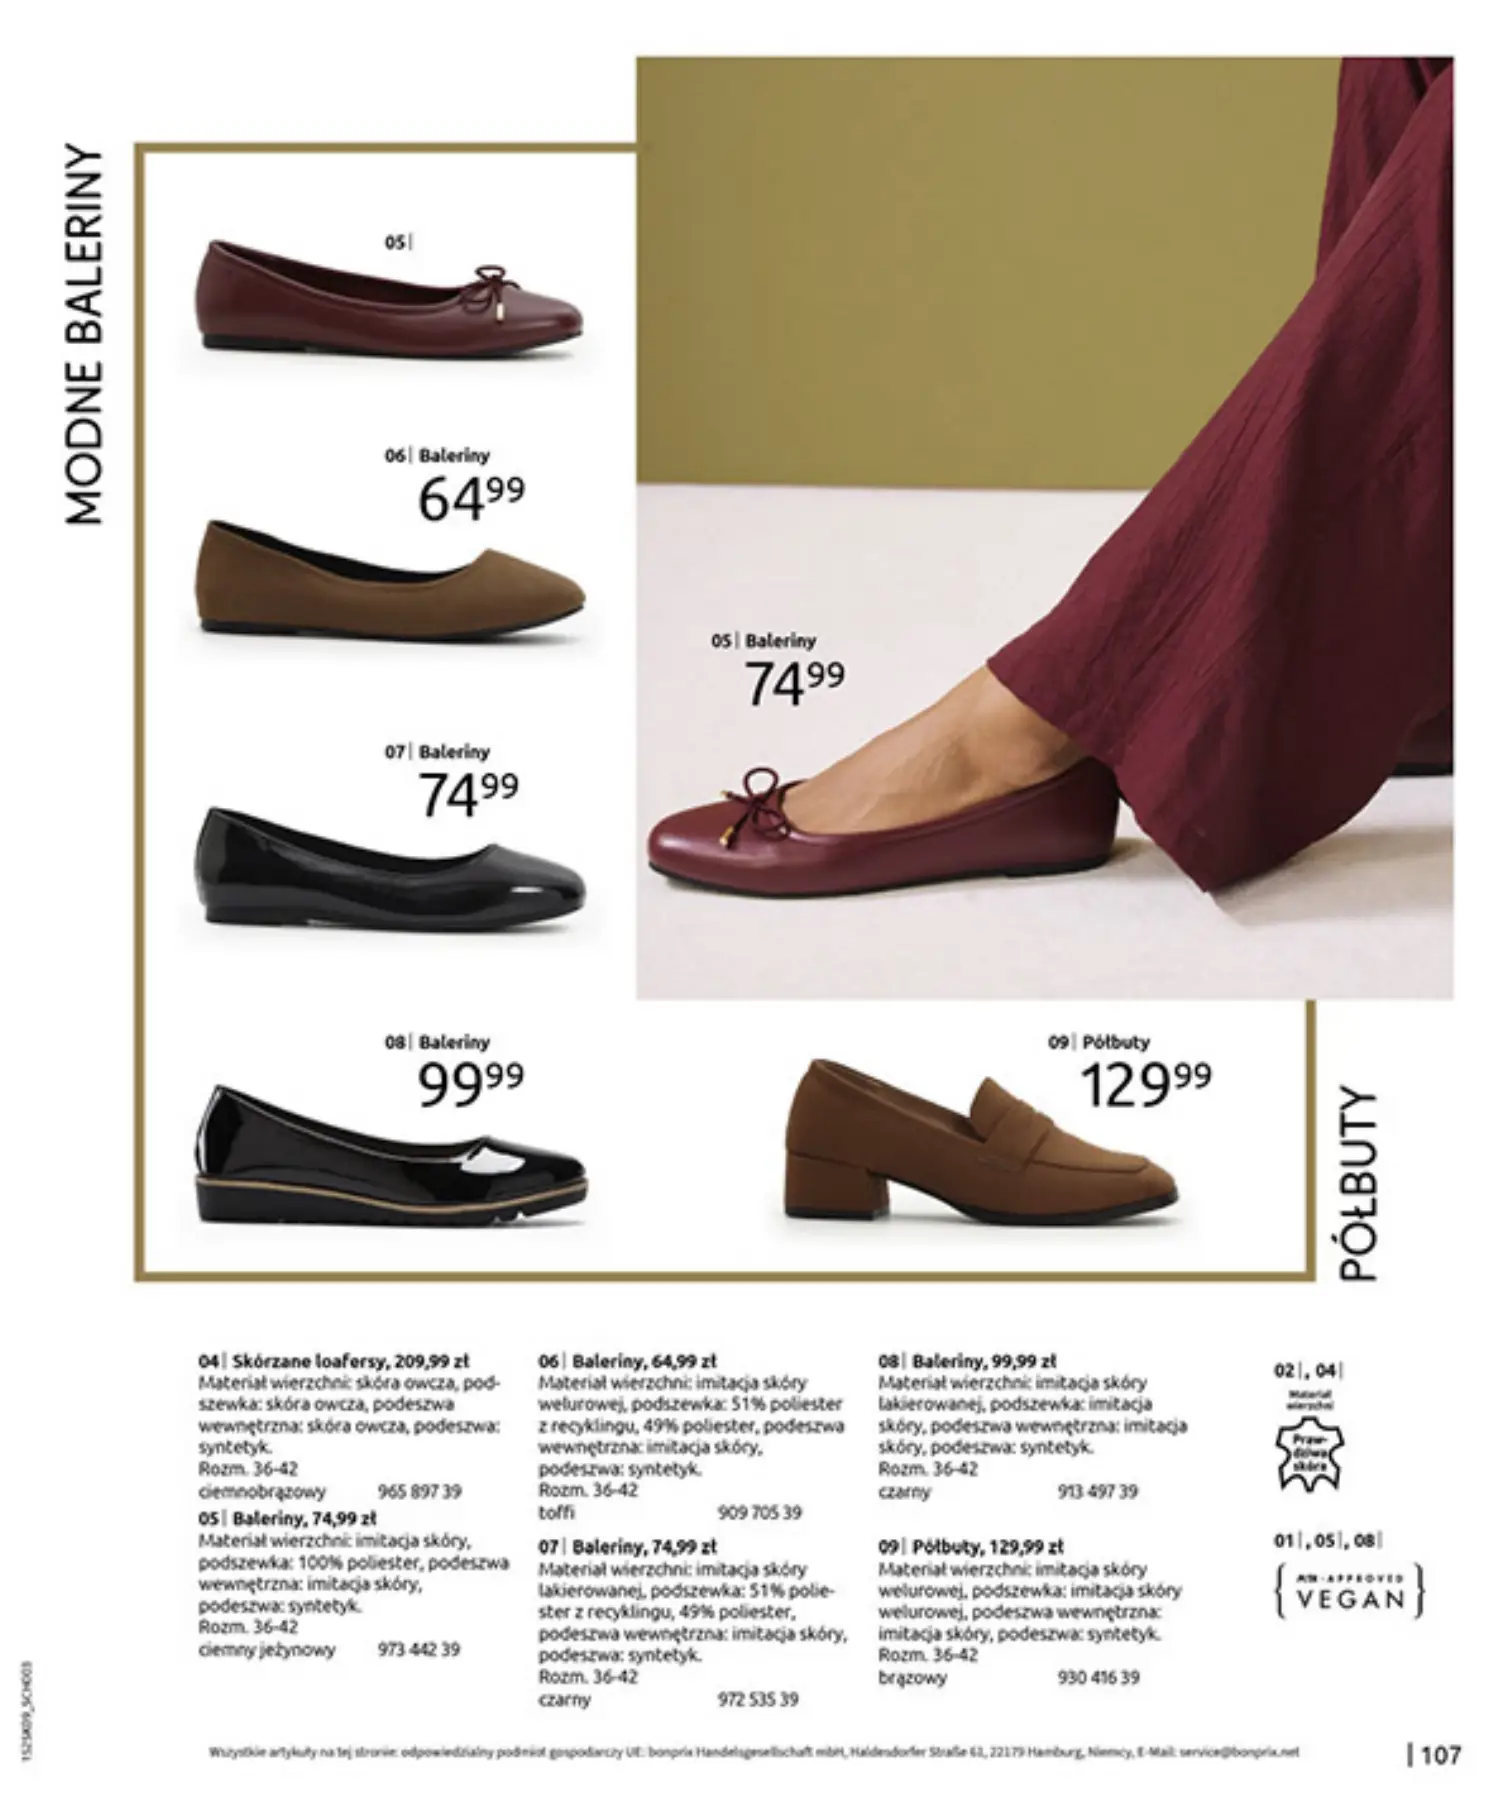 MODNE BALERINY
05|
06| Baleriny
64 99
05| Baleriny
74 99
07| Baleriny
74 99
08| Baleriny
99 99
09| Półbuty
129 99
PÓŁBUTY
04| Skórzane loafersy, 209,99 zł
Materiał wierzchni: skóra owcza, pod-
szewka: skóra owcza, podeszwa
wewnętrzna: skóra owcza, podeszwa:
syntetyk.
Rozm. 36-42
ciemnobrązowy 965 897 39
05| Baleriny, 74,99 zł
Materiał wierzchni: imitacja skóry,
podszewka: 100% poliester, podeszwa
wewnętrzna: imitacja skóry,
podeszwa: syntetyk.
Rozm. 36-42
ciemny jeżynowy 973 442 39
06| Baleriny, 64,99 zł
Materiał wierzchni: imitacja skóry
welurowej, podszewka: 51% poliester
z recyklingu, 49% poliester, podeszwa
wewnętrzna: imitacja skóry,
podeszwa: syntetyk.
Rozm. 36-42
toffi 909 705 39
07| Baleriny, 74,99 zł
Materiał wierzchni: imitacja skóry
lakierowanej, podszewka: 51% polie-
ster z recyklingu, 49% poliester,
podeszwa wewnętrzna: imitacja skóry,
podeszwa: syntetyk.
Rozm. 36-42
czarny 972 535 39
08| Baleriny, 99,99 zł
Materiał wierzchni: imitacja skóry
lakierowanej, podszewka: imitacja
skóry, podeszwa wewnętrzna: imitacja
skóry, podeszwa: syntetyk.
Rozm. 36-42
czarny 913 497 39
09| Półbuty, 129,99 zł
Materiał wierzchni: imitacja skóry
welurowej, podszewka: imitacja skóry
welurowej, podeszwa wewnętrzna:
imitacja skóry, podeszwa: syntetyk.
Rozm. 36-42
brązowy 930 416 39
02|, 04|
Materiał
wierzchni
Praw-
dziwa
skóra
01|, 05|, 08|
PETA-APPROVED
VEGAN
1525K09_SCH003
Wszystkie artykuły na tej stronie: odpowiedzialny podmiot gospodarczy UE: bonprix Handelsgesellschaft mbH, Haldesdorfer Straße 61, 22179 Hamburg, Niemcy, E-Mail: service@bonprix.net
| 107